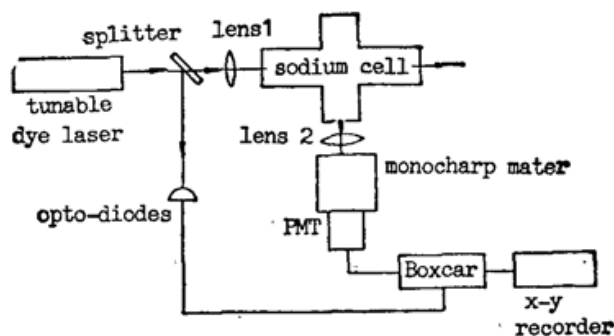 lens1
splitter
sodium cell
tunable
dye laser
lens 2
monocharp mater
opto-diodes
PMT
Boxcar
x-y
recorder